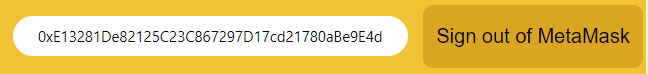 0xE13281De82125C23C867297D17cd21780aBe9E4d
Sign out of MetaMask